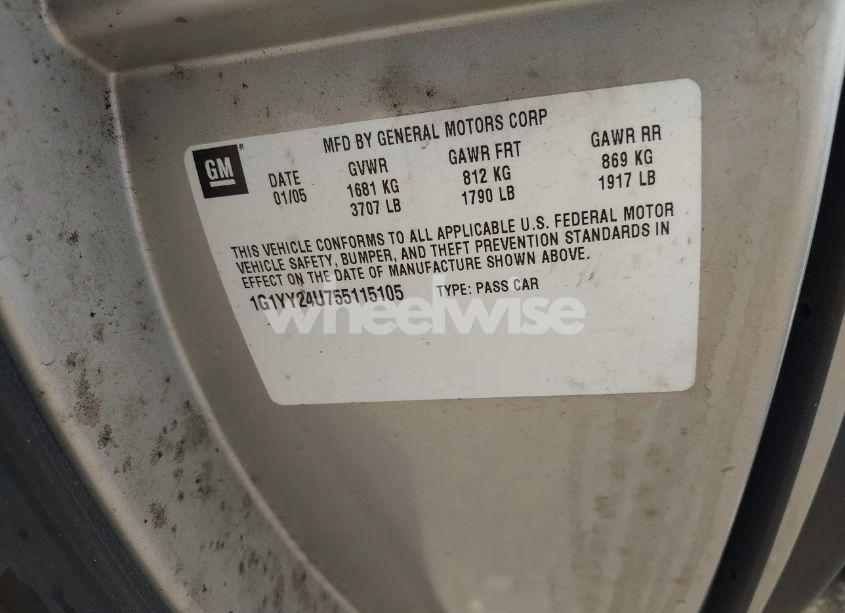 GM
MFD BY GENERAL MOTORS CORP
DATE GVWR GAWR FRT GAWR RR
01/05 1681 KG 812 KG 869 KG
3707 LB 1790 LB 1917 LB
THIS VEHICLE CONFORMS TO ALL APPLICABLE U.S. FEDERAL MOTOR
VEHICLE SAFETY, BUMPER, AND THEFT PREVENTION STANDARDS IN
EFFECT ON THE DATE OF MANUFACTURE SHOWN ABOVE.
1G1YY24U755115105 TYPE: PASS CAR
wheelwise